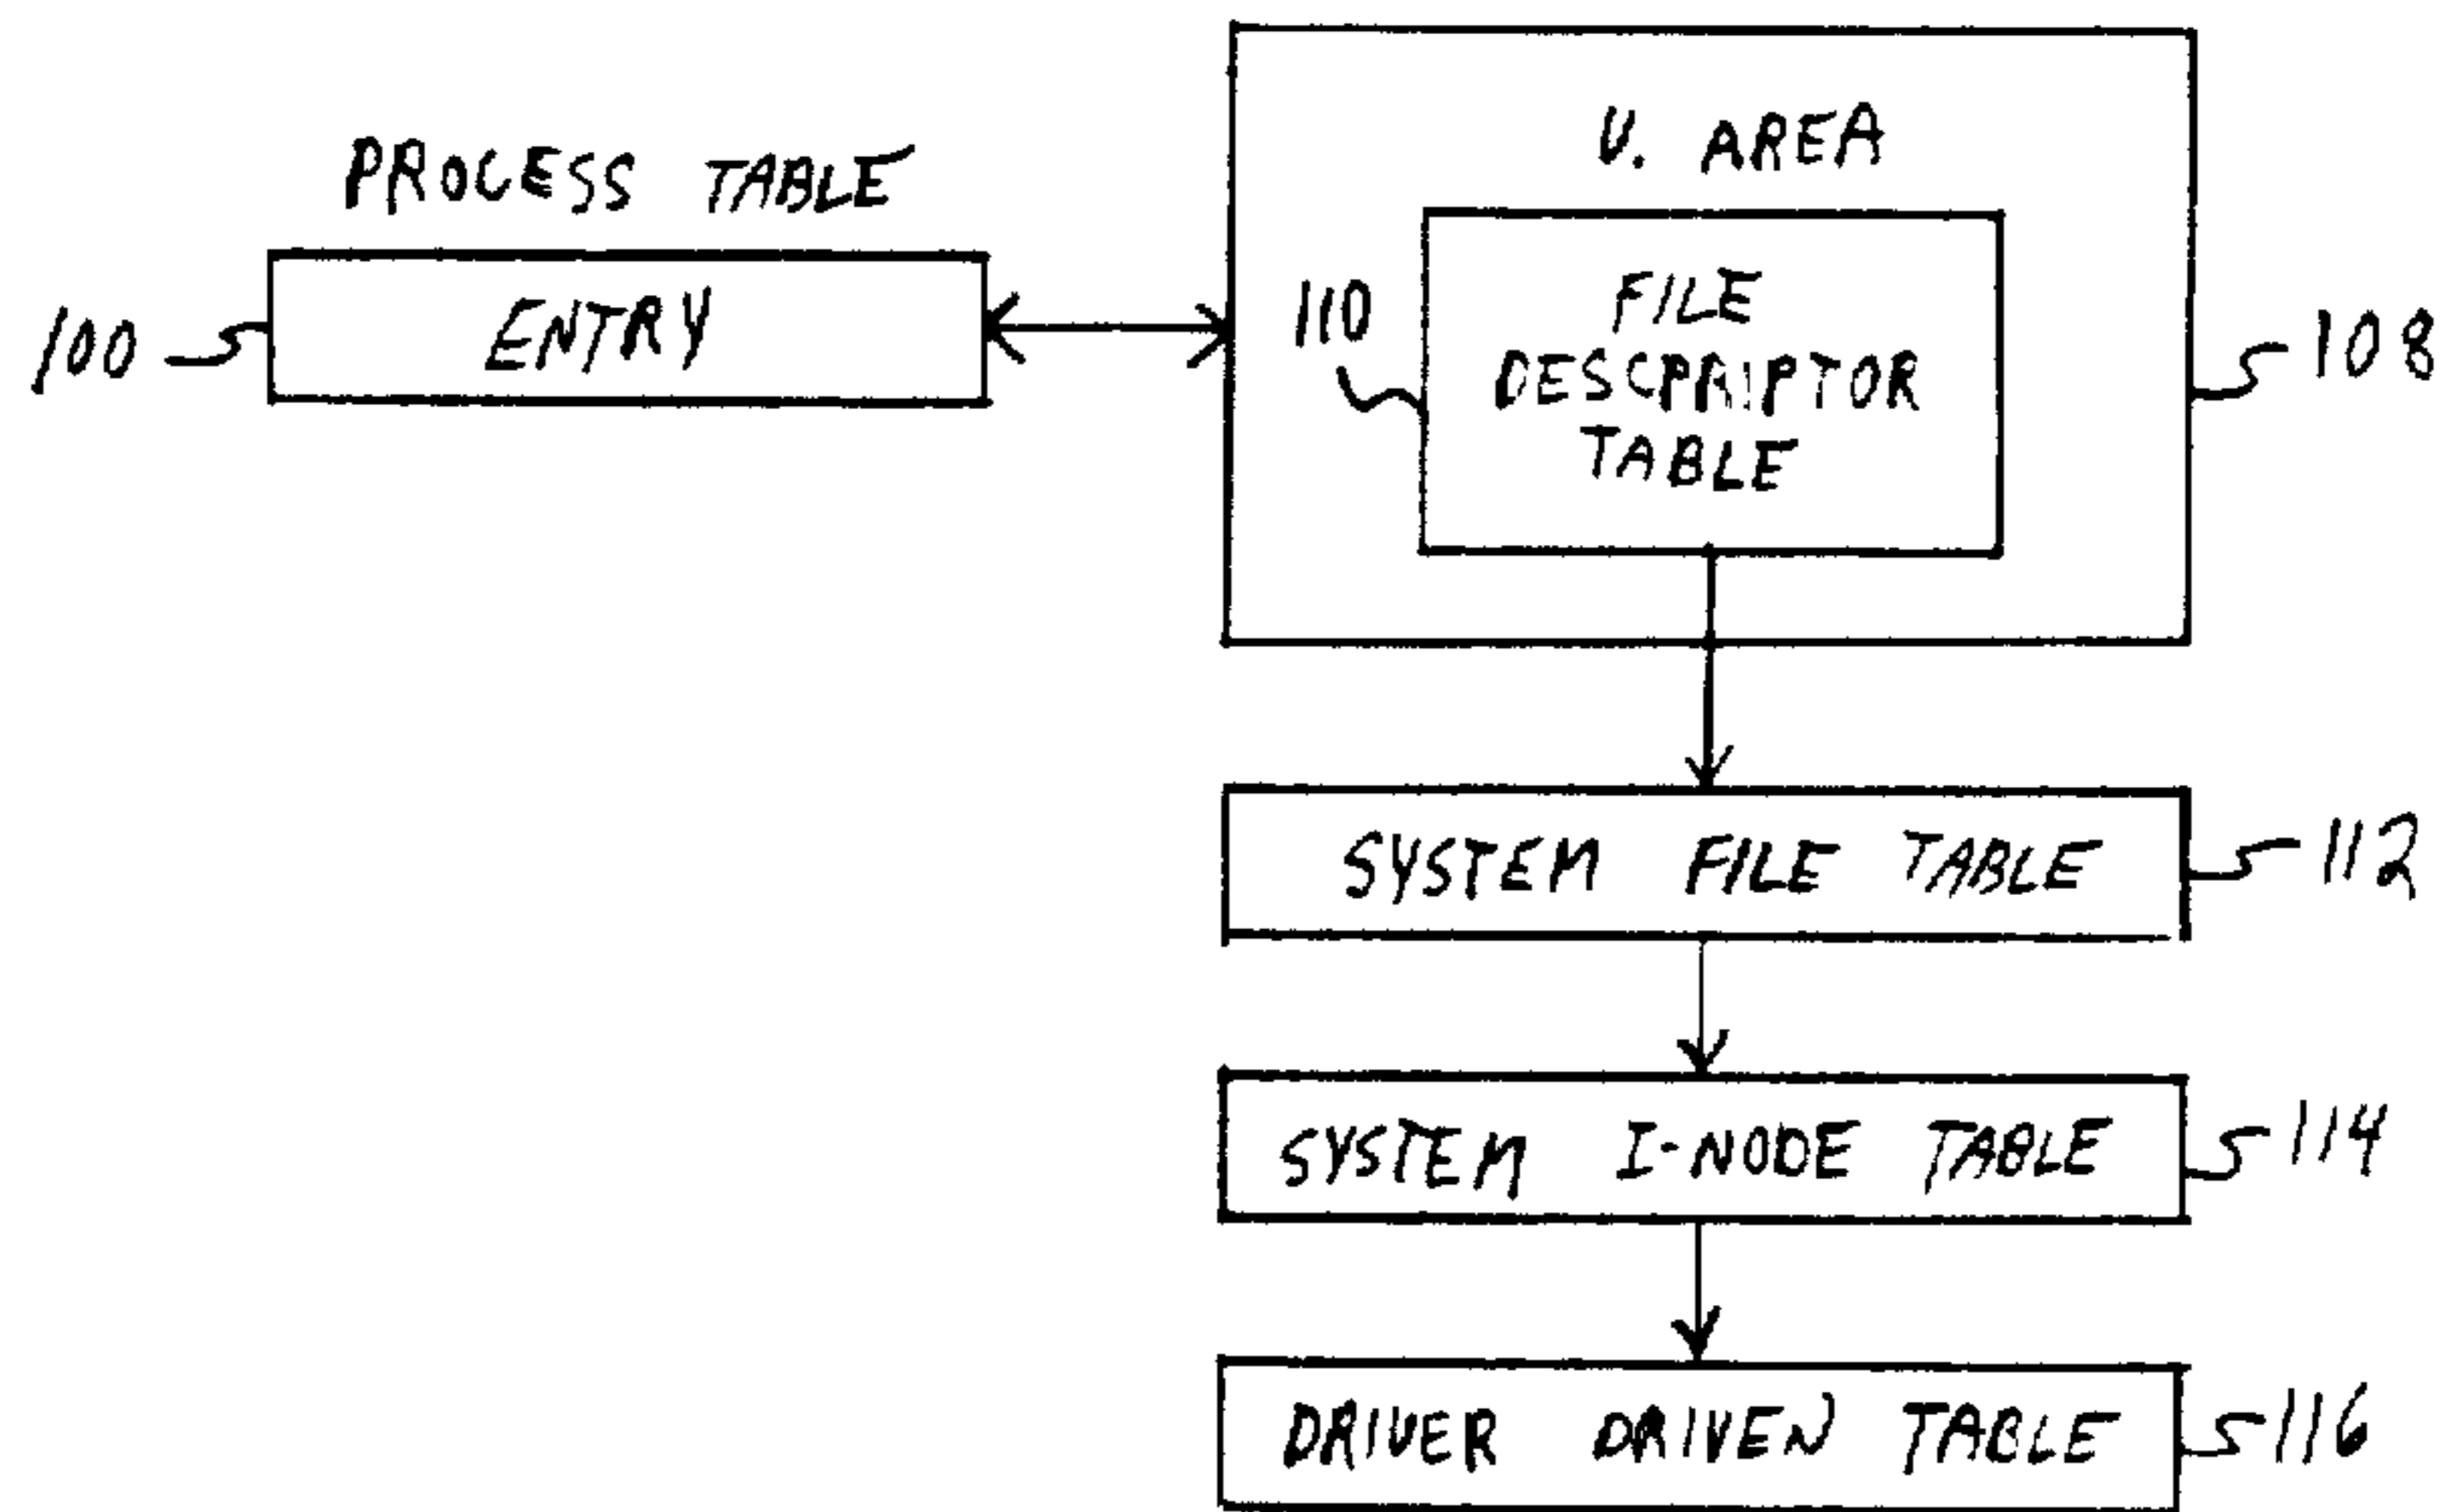 PROCESS TABLE
100
ENTRY
U. AREA
110
FILE
DESCRIPTOR
TABLE
108
SYSTEM FILE TABLE
112
SYSTEM I-NODE TABLE
114
DRIVER DRIVEN TABLE
116